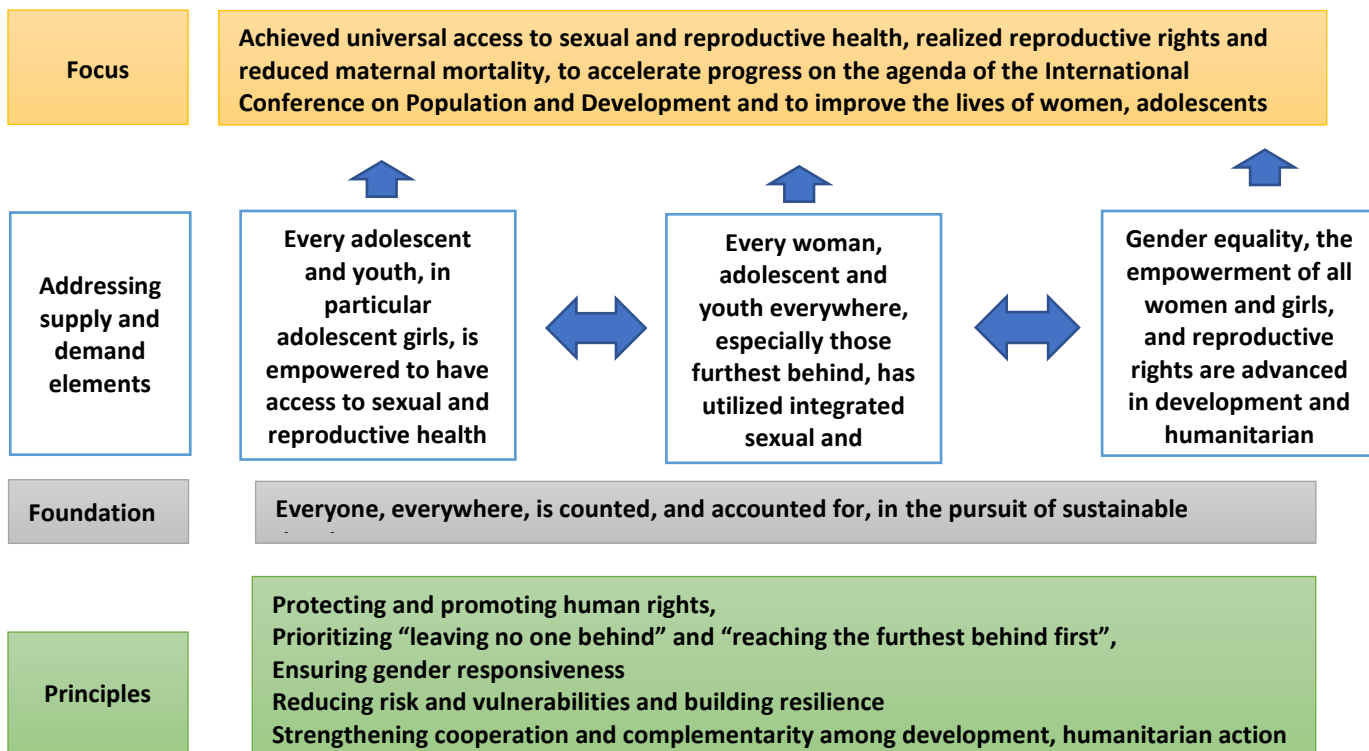 Focus
Achieved universal access to sexual and reproductive health, realized reproductive rights and
reduced maternal mortality, to accelerate progress on the agenda of the International
Conference on Population and Development and to improve the lives of women, adolescents
Addressing
supply and
demand
elements
Every adolescent
and youth, in
particular
adolescent girls, is
empowered to have
access to sexual and
reproductive health
Every woman,
adolescent and
youth everywhere,
especially those
furthest behind, has
utilized integrated
sexual and
Gender equality, the
empowerment of all
women and girls,
and reproductive
rights are advanced
in development and
humanitarian
Foundation
Everyone, everywhere, is counted, and accounted for, in the pursuit of sustainable
Principles
Protecting and promoting human rights,
Prioritizing “leaving no one behind” and “reaching the furthest behind first”,
Ensuring gender responsiveness
Reducing risk and vulnerabilities and building resilience
Strengthening cooperation and complementarity among development, humanitarian action